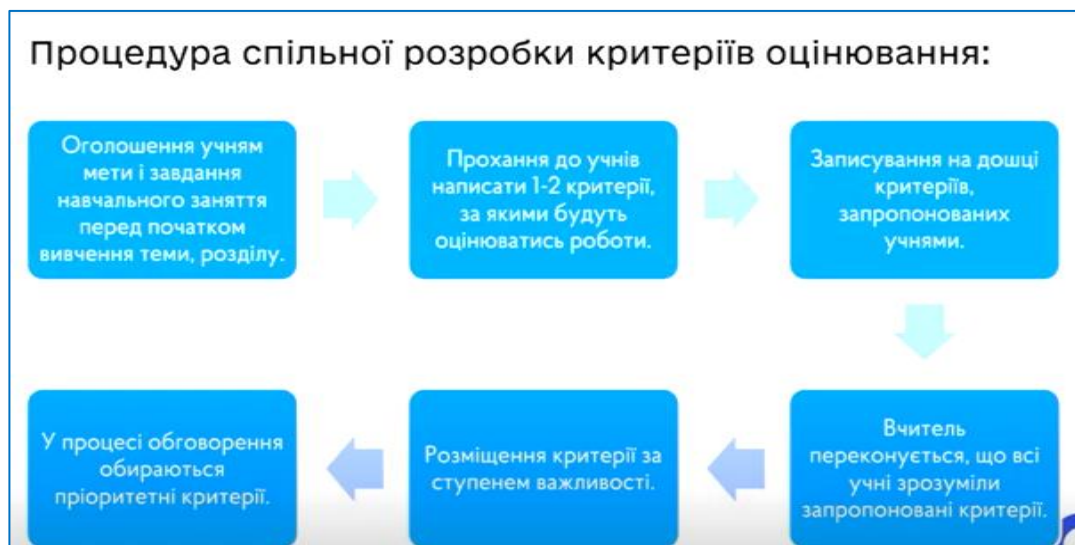 Процедура спільної розробки критеріїв оцінювання:
Оголошення учням
мети і завдання
навчального заняття
перед початком
вивчення теми, розділу.
Прохання до учнів
написати 1-2 критерії,
за якими будуть
оцінюватись роботи.
Записування на дошці
критеріїв,
запропонованих
учнями.
Вчитель
переконується, що всі
учні зрозуміли
запропоновані критерії.
Розміщення критерії за
ступенем важливості.
У процесі обговорення
обираються
пріоритетні критерії.